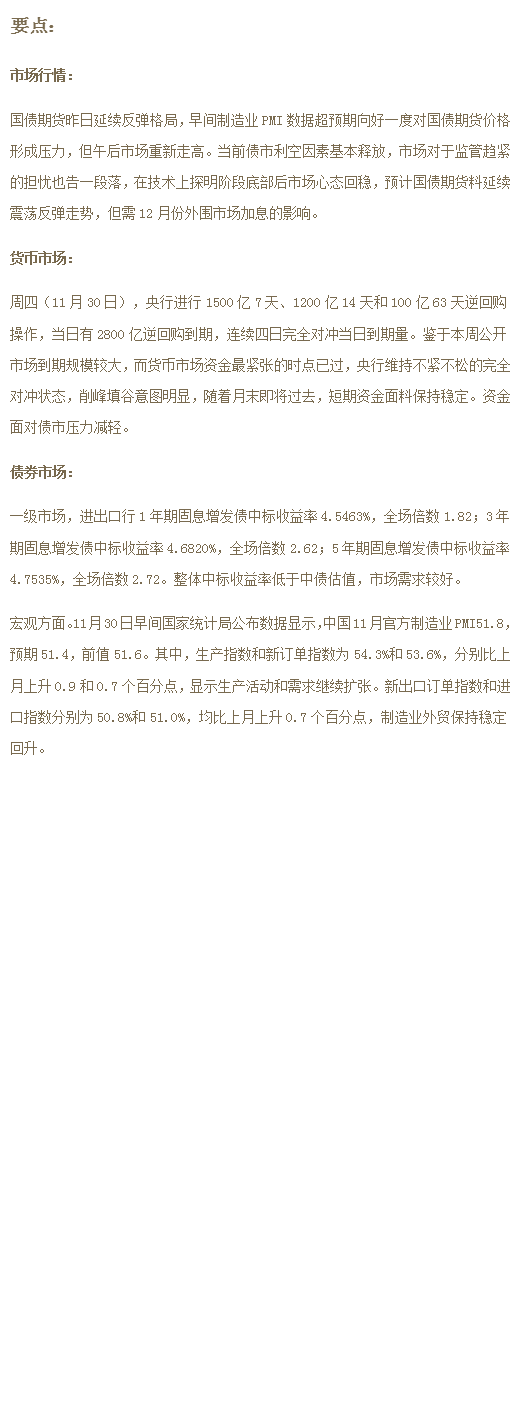 要点：
市场行情：
国债期货昨日延续反弹格局，早间制造业 PMI 数据超预期向好一度对国债期货价格
形成压力，但午后市场重新走高。当前债市利空因素基本释放，市场对于监管趋紧
的担忧也告一段落，在技术上探明阶段底部后市场心态回稳，预计国债期货料延续
震荡反弹走势，但需 12 月份外围市场加息的影响。
货币市场：
周四（11 月 30 日），央行进行 1500 亿 7 天、1200 亿 14 天和 100 亿 63 天逆回购
操作，当日有 2800 亿逆回购到期，连续四日完全对冲当日到期量。鉴于本周公开
市场到期规模较大，而货币市场资金最紧张的时点已过，央行维持不紧不松的完全
对冲状态，削峰填谷意图明显，随着月末即将过去，短期资金面料保持稳定。资金
面对债市压力减轻。
债券市场：
一级市场，进出口行 1 年期固息增发债中标收益率 4.5463%，全场倍数 1.82；3 年
期固息增发债中标收益率 4.6820%，全场倍数 2.62；5 年期固息增发债中标收益率
4.7535%，全场倍数 2.72。整体中标收益率低于中债估值，市场需求较好。
宏观方面。11 月 30 日早间国家统计局公布数据显示，中国 11 月官方制造业 PMI51.8，
预期 51.4，前值 51.6。其中，生产指数和新订单指数为 54.3%和 53.6%，分别比上
月上升 0.9 和 0.7 个百分点，显示生产活动和需求继续扩张。新出口订单指数和进
口指数分别为 50.8%和 51.0%，均比上月上升 0.7 个百分点，制造业外贸保持稳定
回升。